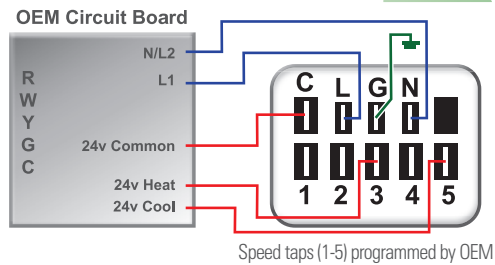 OEM Circuit Board
N/L2
L1
R
W
Y
G
C
24v Common
24v Heat
24v Cool
C L G N
1 2 3 4 5
Speed taps (1-5) programmed by OEM